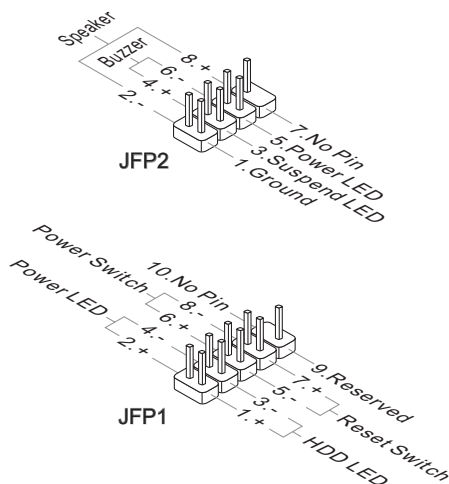 Speaker
Buzzer
8.+
6.-
4.+
2.-
7.No Pin
5.Power LED
3.Suspend LED
1.Ground
JFP2
Power Switch
Power LED
10.No Pin
8.-
6.+
4.-
2.+
9.Reserved
7.+
5.-
3.-
1.+
Reset Switch
HDD LED
JFP1